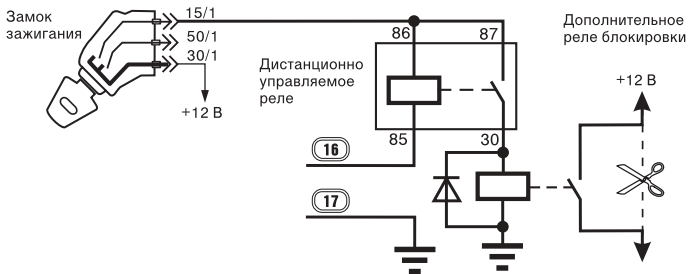 Замок
зажигания
15/1
50/1
30/1
+12 В
Дистанционно
управляемое
реле
86
87
85
30
16
17
Дополнительное
реле блокировки
+12 В